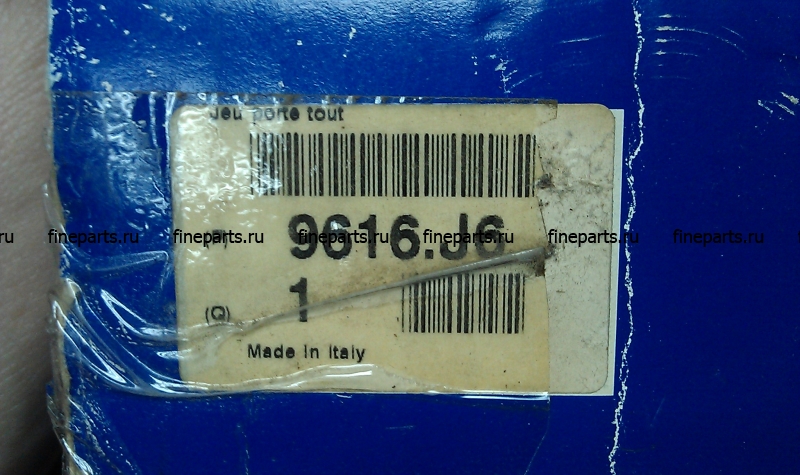 Jeu porte tout
9616.J6
ru fineparts.ru fineparts.ru fineparts.ru fineparts.ru fineparts.ru fineparts.ru
1
(Q)
Made in Italy